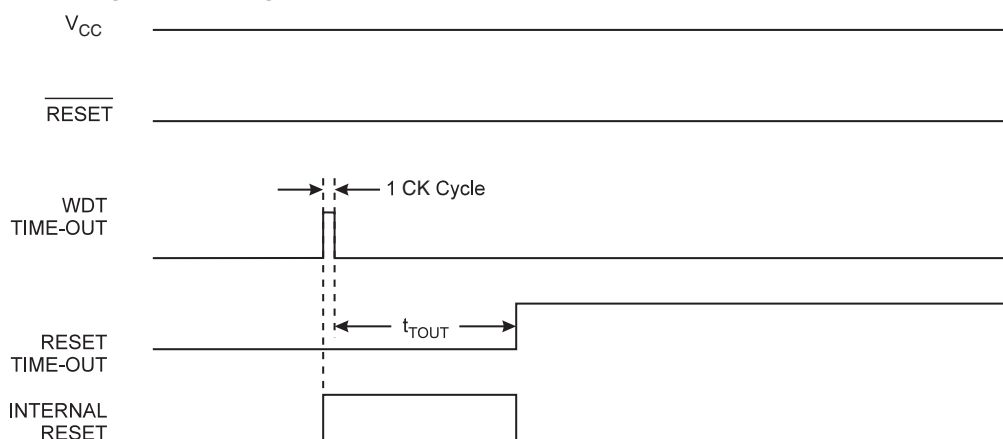 VCC
RESET
1 CK Cycle
WDT
TIME-OUT
tTOUT
RESET
TIME-OUT
INTERNAL
RESET